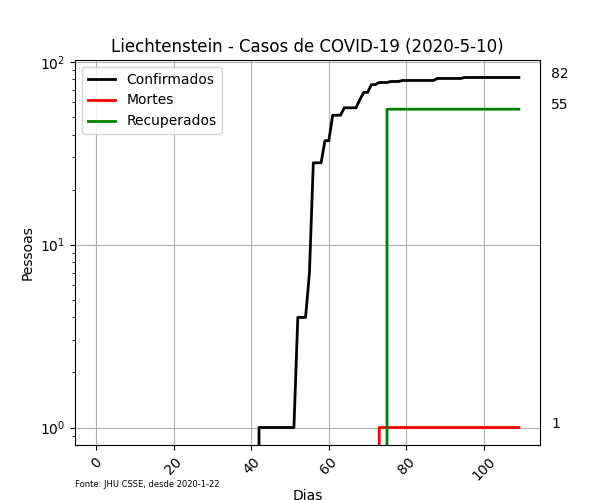 Liechtenstein - Casos de COVID-19 (2020-5-10)
Confirmados
Mortes
Recuperados
82
55
1
10²
10¹
10⁰
Pessoas
0
20
40
60
80
100
Dias
Fonte: JHU CSSE, desde 2020-1-22